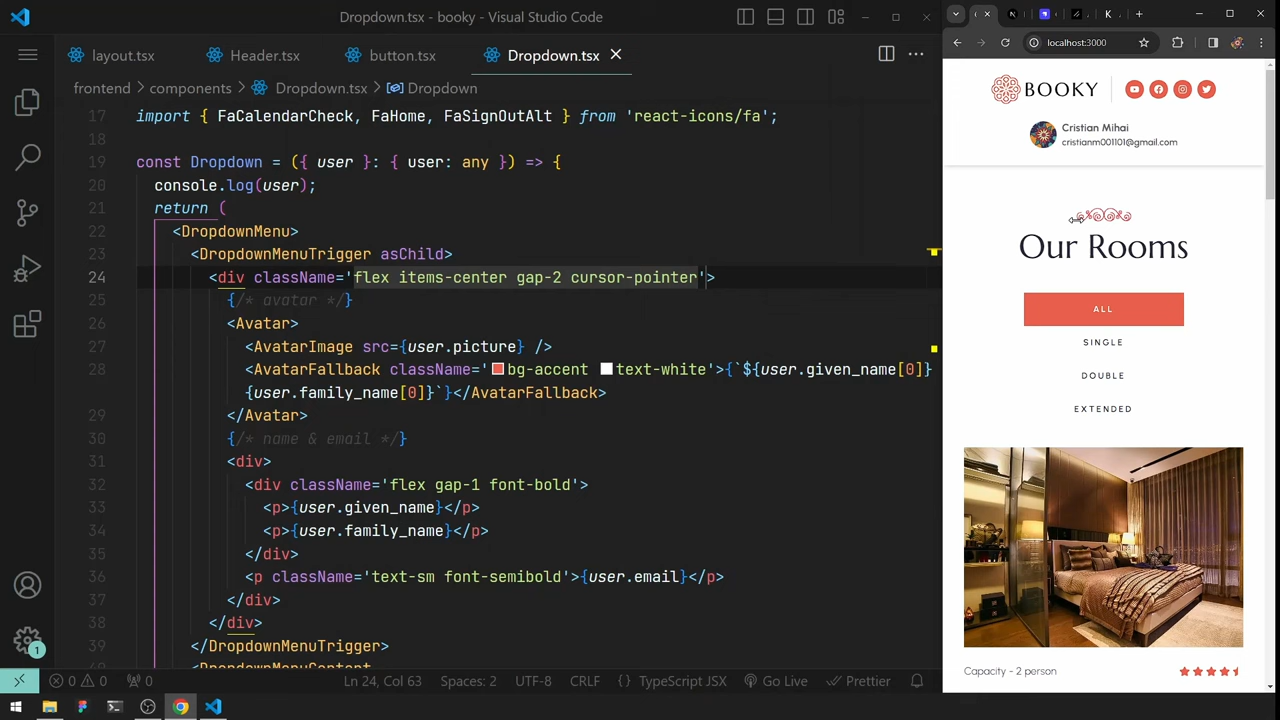 Dropdown.tsx - booky - Visual Studio Code
layout.tsx
Header.tsx
button.tsx
Dropdown.tsx
frontend
components
Dropdown.tsx
Dropdown
17 import { FaCalendarCheck, FaHome, FaSignOutAlt } from 'react-icons/fa';
18
19 const Dropdown = ({ user }: { user: any }) => {
20 console.log(user);
21 return (
22 <DropdownMenu>
23 <DropdownMenuTrigger asChild>
24 <div className='flex items-center gap-2 cursor-pointer'>
25 {/* avatar */}
26 <Avatar>
27 <AvatarImage src={user.picture} />
28 <AvatarFallback className='bg-accent text-white'>{`${user.given_name[0]}
{user.family_name[0]}`}</AvatarFallback>
29 </Avatar>
30 {/* name & email */}
31 <div>
32 <div className='flex gap-1 font-bold'>
33 <p>{user.given_name}</p>
34 <p>{user.family_name}</p>
35 </div>
36 <p className='text-sm font-semibold'>{user.email}</p>
37 </div>
38 </div>
39 </DropdownMenuTrigger>
40 <DropdownMenuContent
1
0 0 0
Ln 24, Col 63
Spaces: 2
UTF-8
CRLF
{} TypeScript JSX
Go Live
Prettier
localhost:3000
BOOKY
Cristian Mihai
cristianm001101@gmail.com
Our Rooms
ALL
SINGLE
DOUBLE
EXTENDED
Capacity - 2 person